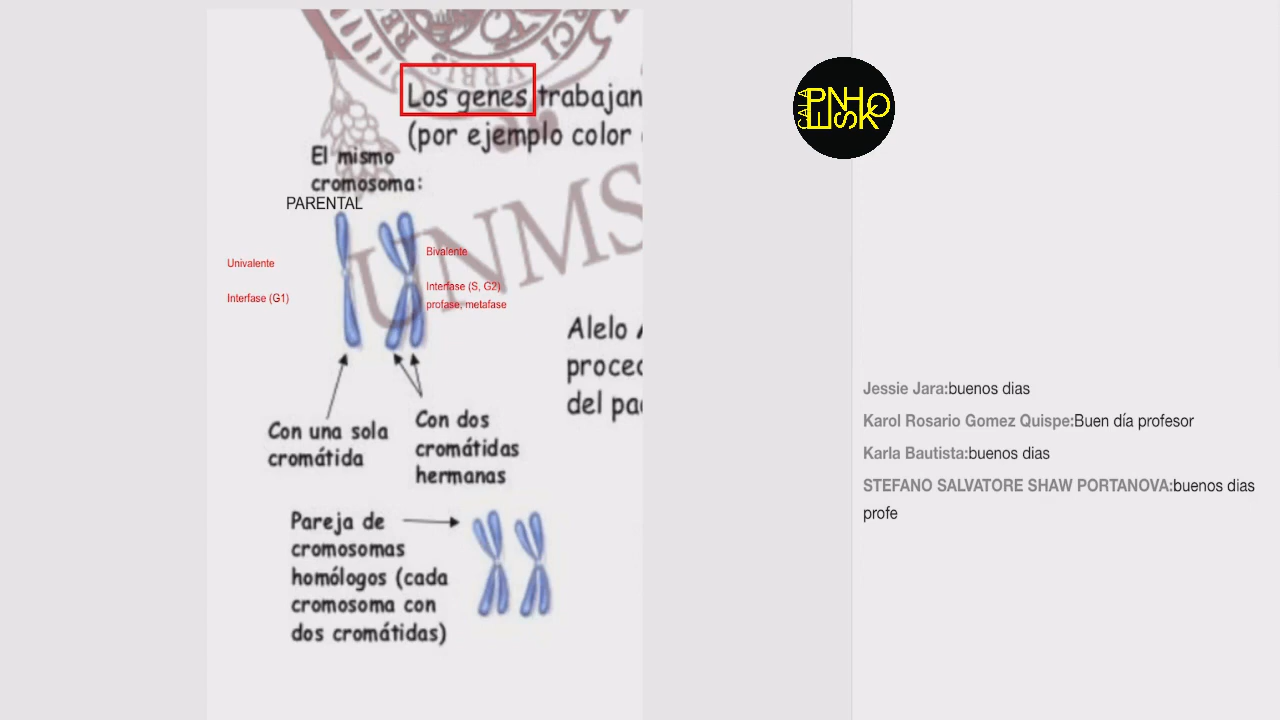 Los genes trabajan
(por ejemplo color
El mismo
cromosoma:
PARENTAL
Univalente
Interfase (G1)
Bivalente
Interfase (S, G2)
profase, metafase
UNMS
Alelo
del
Con una sola
cromátida
Con dos
cromátidas
hermanas
Pareja de
cromosomas
homólogos (cada
cromosoma con
dos cromátidas)
Jessie Jara:buenos dias
Karol Rosario Gomez Quispe:Buen día profesor
Karla Bautista:buenos dias
STEFANO SALVATORE SHAW PORTANOVA:buenos dias
profe